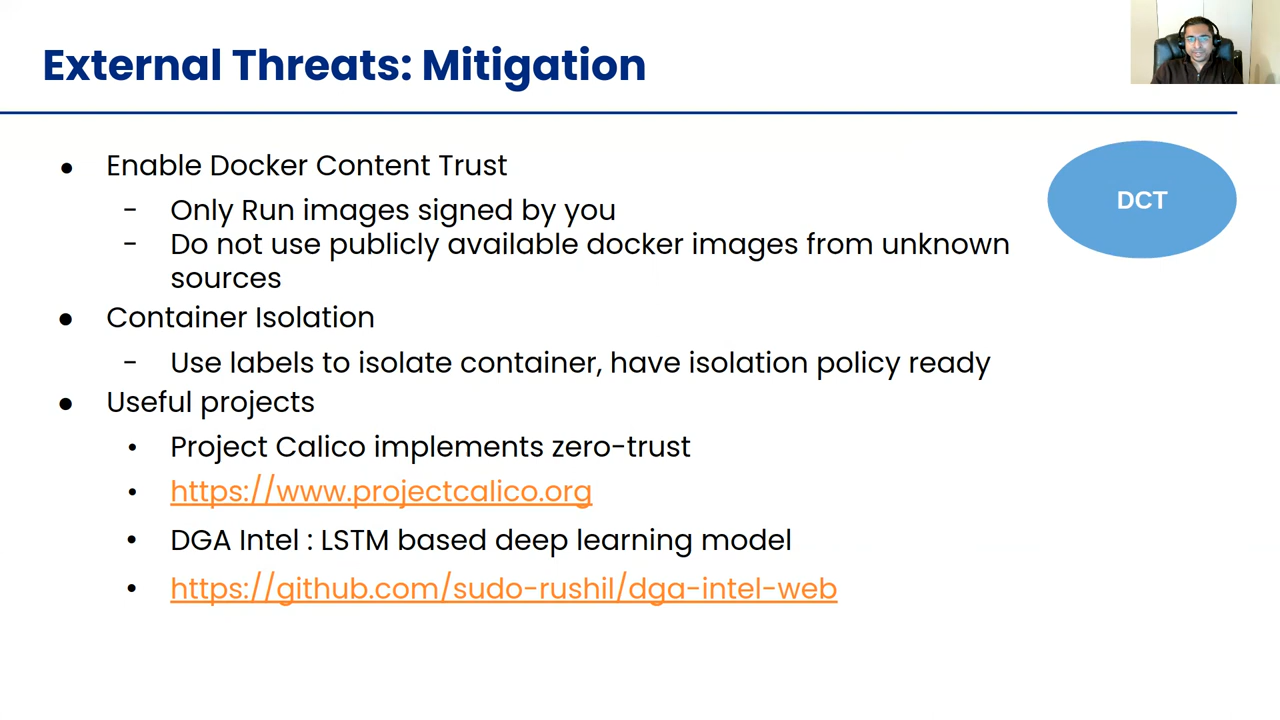 External Threats: Mitigation
● Enable Docker Content Trust
- Only Run images signed by you
- Do not use publicly available docker images from unknown
sources
● Container Isolation
- Use labels to isolate container, have isolation policy ready
● Useful projects
• Project Calico implements zero-trust
• https://www.projectcalico.org
• DGA Intel : LSTM based deep learning model
• https://github.com/sudo-rushil/dga-intel-web
DCT